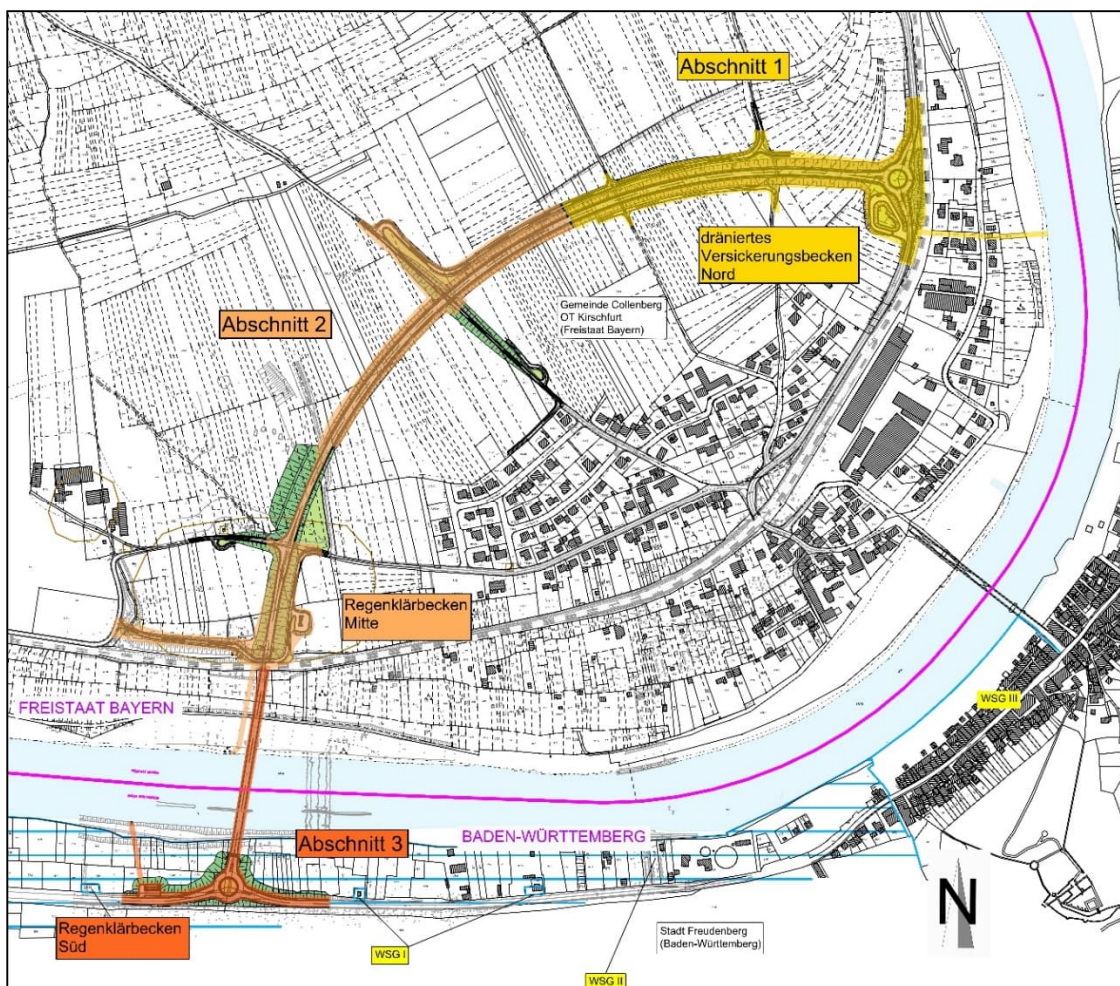 Abschnitt 1
dräniertes
Versickerungsbecken
Nord
Gemeinde Collenberg
OT Kirschfurt
(Freistaat Bayern)
Abschnitt 2
Regenklärbecken
Mitte
FREISTAAT BAYERN
WSG III
Abschnitt 3
BADEN-WÜRTTEMBERG
N
Regenklärbecken
Süd
WSG I
Stadt Freudenberg
(Baden-Württemberg)
WSG II